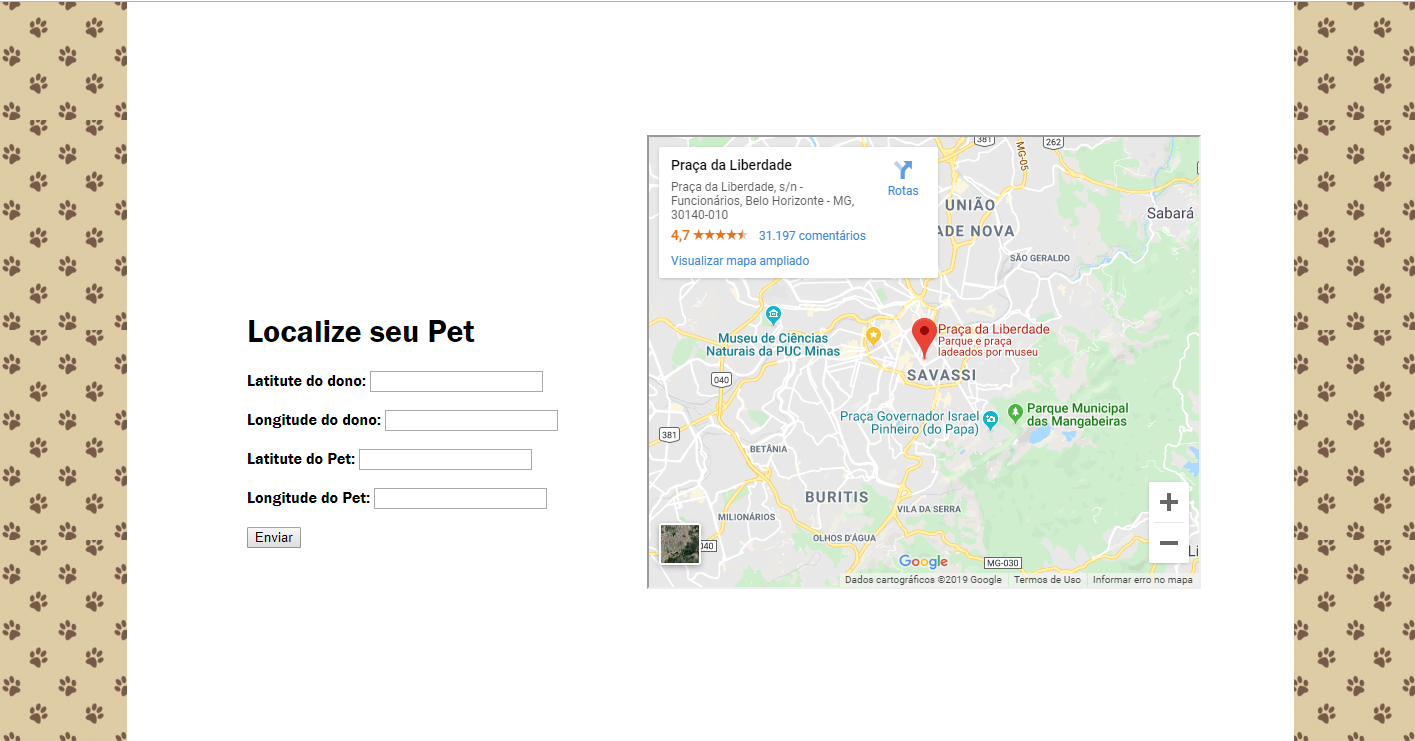 Localize seu Pet
Latitute do dono:
Longitude do dono:
Latitute do Pet:
Longitude do Pet:
Enviar
Praça da Liberdade
Rotas
Praça da Liberdade, s/n -
Funcionários, Belo Horizonte - MG,
30140-010
4,7 31.197 comentários
Visualizar mapa ampliado
381
262
MG-05
UNIÃO
Sabará
ADE NOVA
SÃO GERALDO
Museu de Ciências
Naturais da PUC Minas
Praça da Liberdade
Parque e praça
ladeados por museu
SAVASSI
040
Praça Governador Israel
Pinheiro (do Papa)
Parque Municipal
das Mangabeiras
381
BETÂNIA
BURITIS
VILA DA SERRA
MILIONÁRIOS
OLHOS D'ÁGUA
040
Li
Google
MG-030
Dados cartográficos ©2019 Google
Termos de Uso
Informar erro no mapa